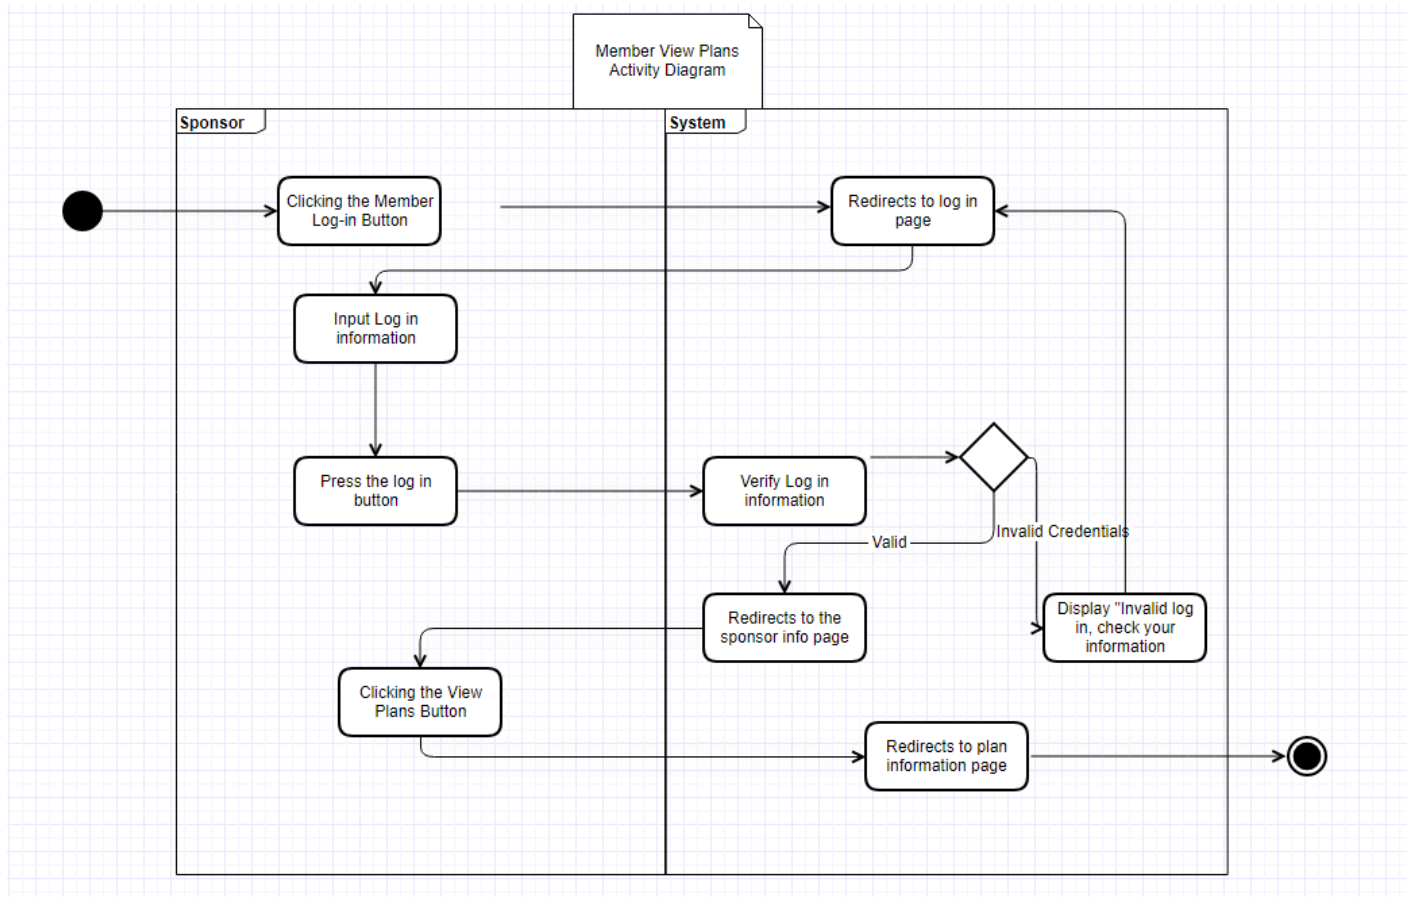 Member View Plans
Activity Diagram
Sponsor
System
Clicking the Member
Log-in Button
Redirects to log in
page
Input Log in
information
Press the log in
button
Verify Log in
information
Invalid Credentials
Valid
Redirects to the
sponsor info page
Display "Invalid log
in, check your
information
Clicking the View
Plans Button
Redirects to plan
information page